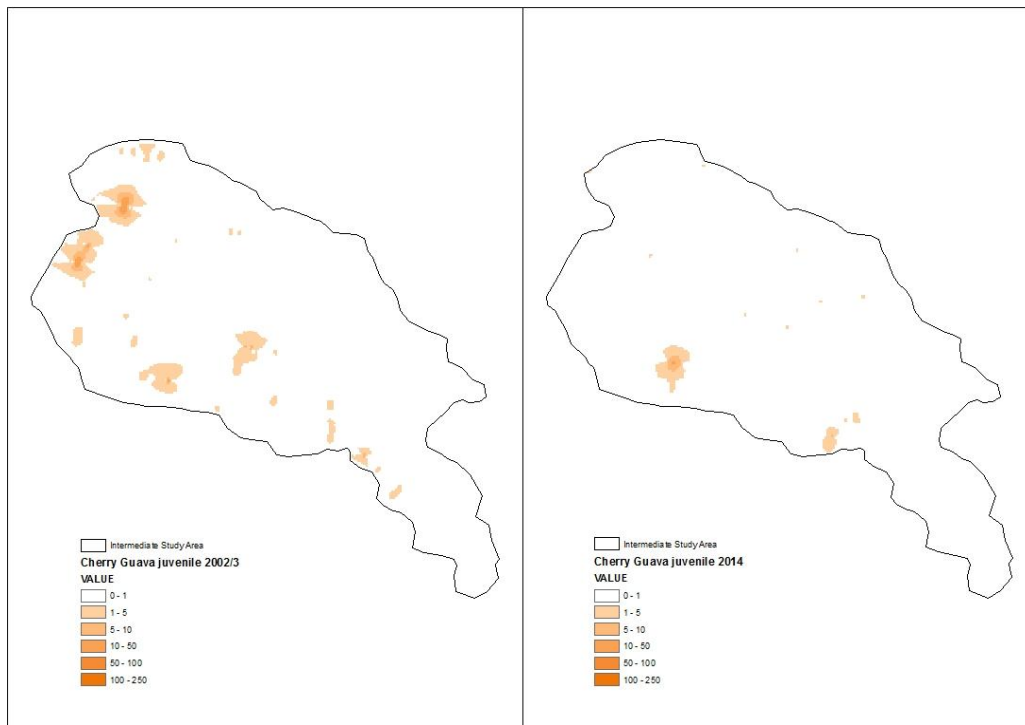 Intermediate Study Area
Cherry Guava juvenile 2002/3
VALUE
0 - 1
1 - 5
5 - 10
10 - 50
50 - 100
100 - 250
Intermediate Study Area
Cherry Guava juvenile 2014
VALUE
0 - 1
1 - 5
5 - 10
10 - 50
50 - 100
100 - 250